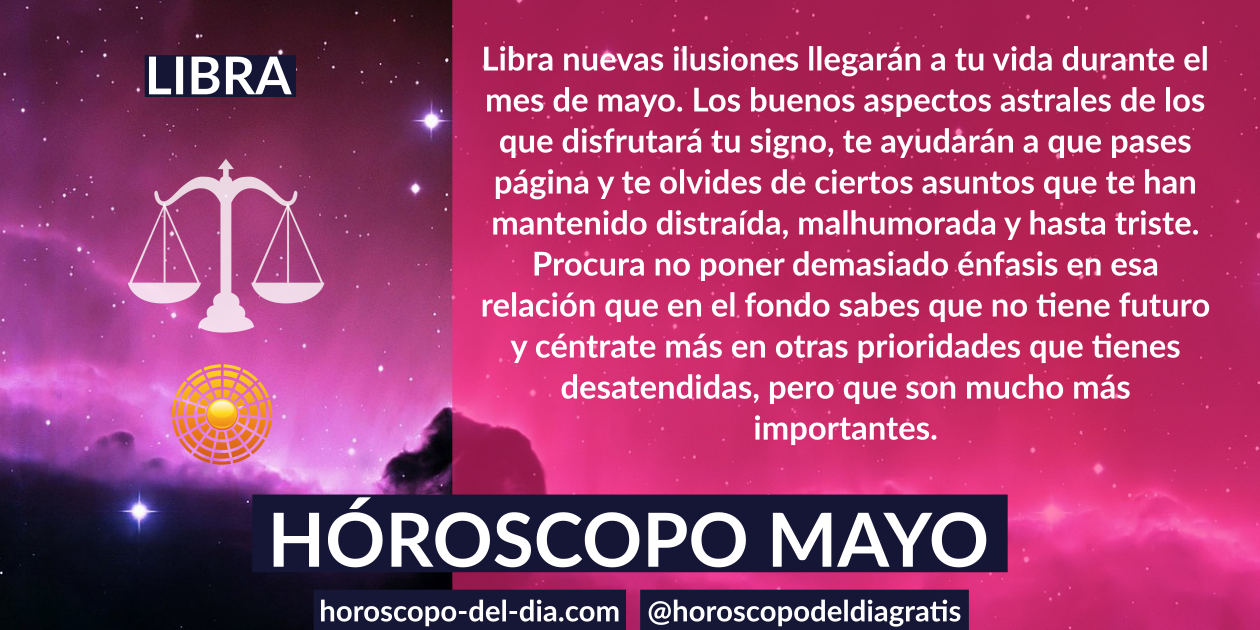 LIBRA
Libra nuevas ilusiones llegarán a tu vida durante el
mes de mayo. Los buenos aspectos astrales de los
que disfrutará tu signo, te ayudarán a que pases
página y te olvides de ciertos asuntos que te han
mantenido distraída, malhumorada y hasta triste.
Procura no poner demasiado énfasis en esa
relación que en el fondo sabes que no tiene futuro
y céntrate más en otras prioridades que tienes
desatendidas, pero que son mucho más
importantes.
HÓROSCOPO MAYO
horoscopo-del-dia.com
@horoscopodeldiagratis